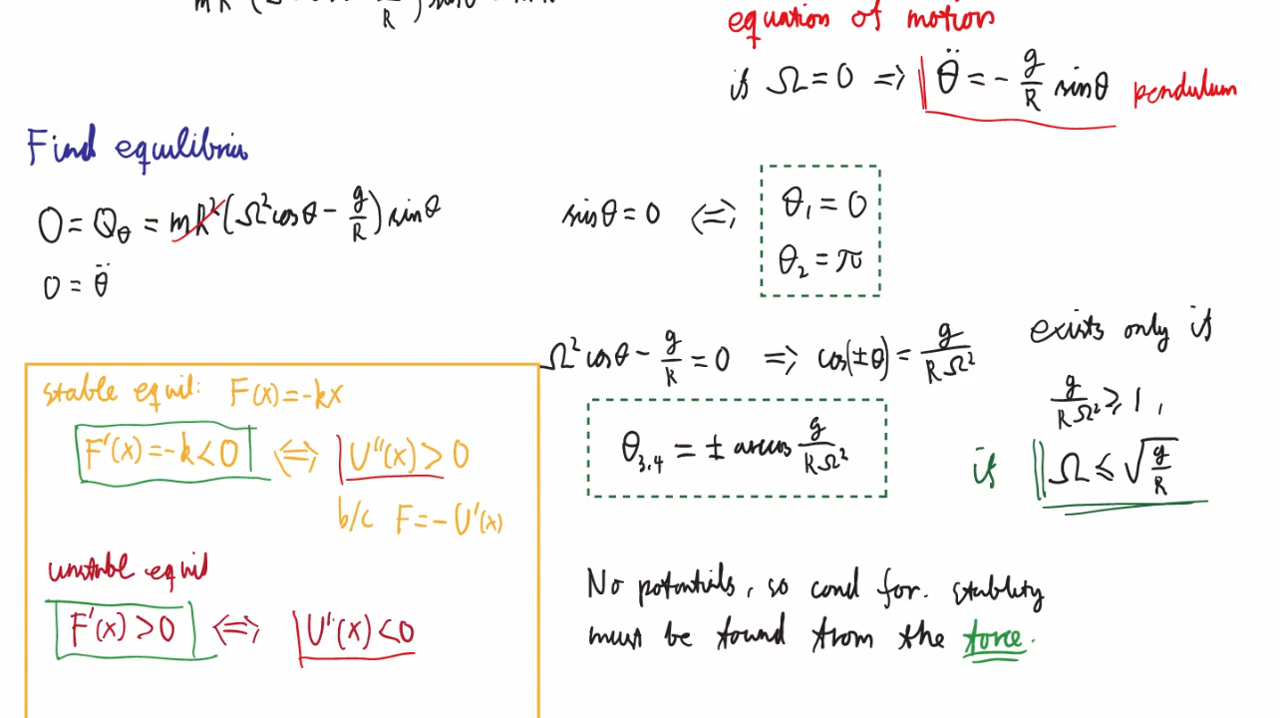 equation of motion
if Ω = 0 => θ̈ = - g/R sinθ pendulum
Find equilibria
0 = Q_θ = mR²(Ω²cosθ - g/R) sinθ
0 = θ̈
sinθ = 0 <=> θ₁ = 0
θ₂ = π
Ω²cosθ - g/R = 0 => cos(±θ) = g/RΩ²
θ₃,₄ = ± arccos g/RΩ²
exists only if
g/RΩ² ≥ 1,
if Ω ≤ √(g/R)
stable equil: F(x) = -kx
F'(x) = -k < 0 <=> U''(x) > 0
b/c F = -U'(x)
unstable equil
F'(x) > 0 <=> U''(x) < 0
No potentials, so cond for. stability
must be found from the force.